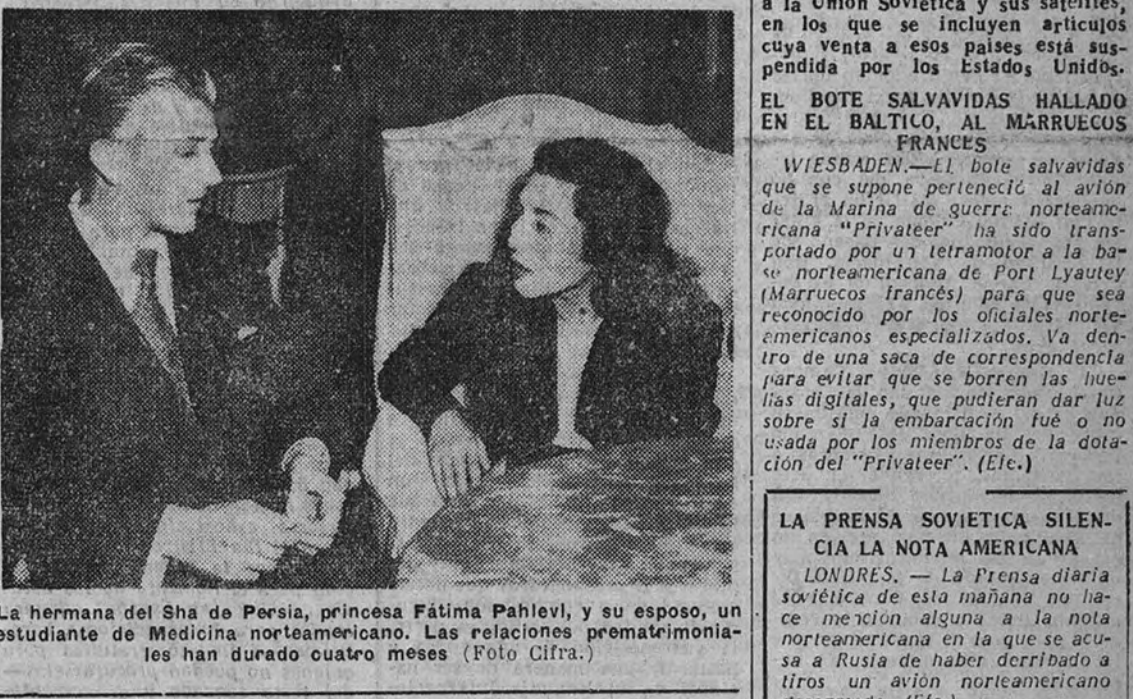 La hermana del Sha de Persia, princesa Fátima Pahlevi, y su esposo, un
estudiante de Medicina norteamericano. Las relaciones prematrimonia-
les han durado cuatro meses (Foto Cifra.)
a la Unión Soviética y sus satélites,
en los que se incluyen artículos
cuya venta a esos países está sus-
pendida por los Estados Unidos.
EL BOTE SALVAVIDAS HALLADO
EN EL BALTICO, AL MARRUECOS
FRANCES
WIESBADEN.—El bote salvavidas
que se supone perteneció al avión
de la Marina de guerra norteame-
ricana "Privateer" ha sido trans-
portado por un tetramotor a la ba-
se norteamericana de Port Lyautey
(Marruecos francés) para que sea
reconocido por los oficiales norte-
americanos especializados. Va den-
tro de una saca de correspondencia
para evitar que se borren las hue-
llas digitales, que pudieran dar luz
sobre si la embarcación fué o no
usada por los miembros de la dota-
ción del "Privateer". (Efe.)
LA PRENSA SOVIETICA SILEN-
CIA LA NOTA AMERICANA
LONDRES. — La Prensa diaria
soviética de esta mañana no ha-
ce mención alguna a la nota
norteamericana en la que se acu-
sa a Rusia de haber derribado a
tiros un avión norteamericano